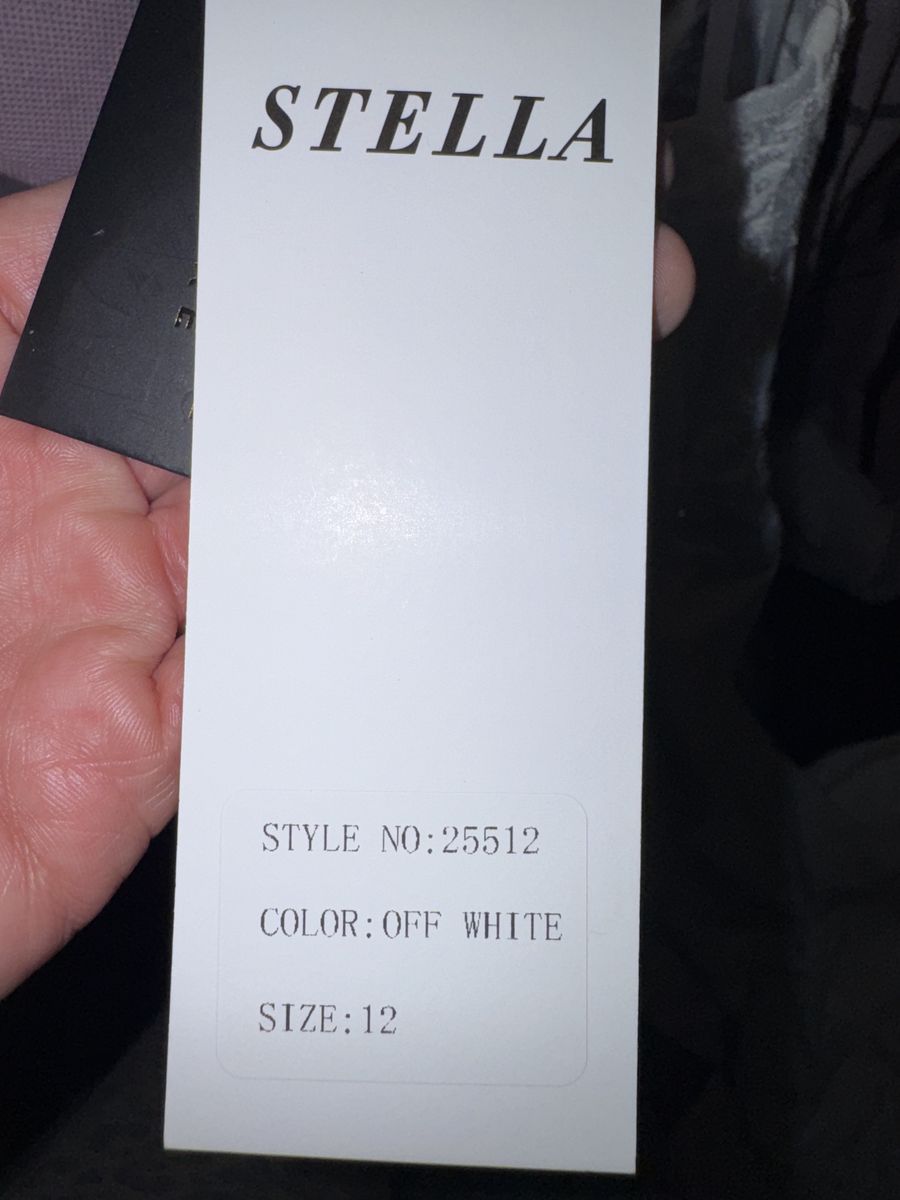 STELLA
STYLE NO:25512
COLOR:OFF WHITE
SIZE:12